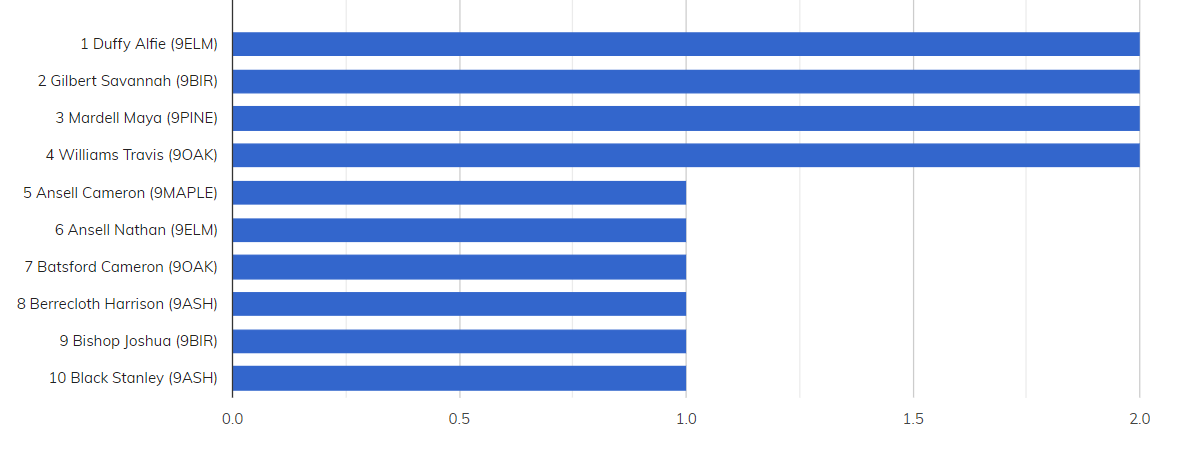 1 Duffy Alfie (9ELM)
2 Gilbert Savannah (9BIR)
3 Mardell Maya (9PINE)
4 Williams Travis (9OAK)
5 Ansell Cameron (9MAPLE)
6 Ansell Nathan (9ELM)
7 Batsford Cameron (9OAK)
8 Berrecloth Harrison (9ASH)
9 Bishop Joshua (9BIR)
10 Black Stanley (9ASH)
0.0 0.5 1.0 1.5 2.0